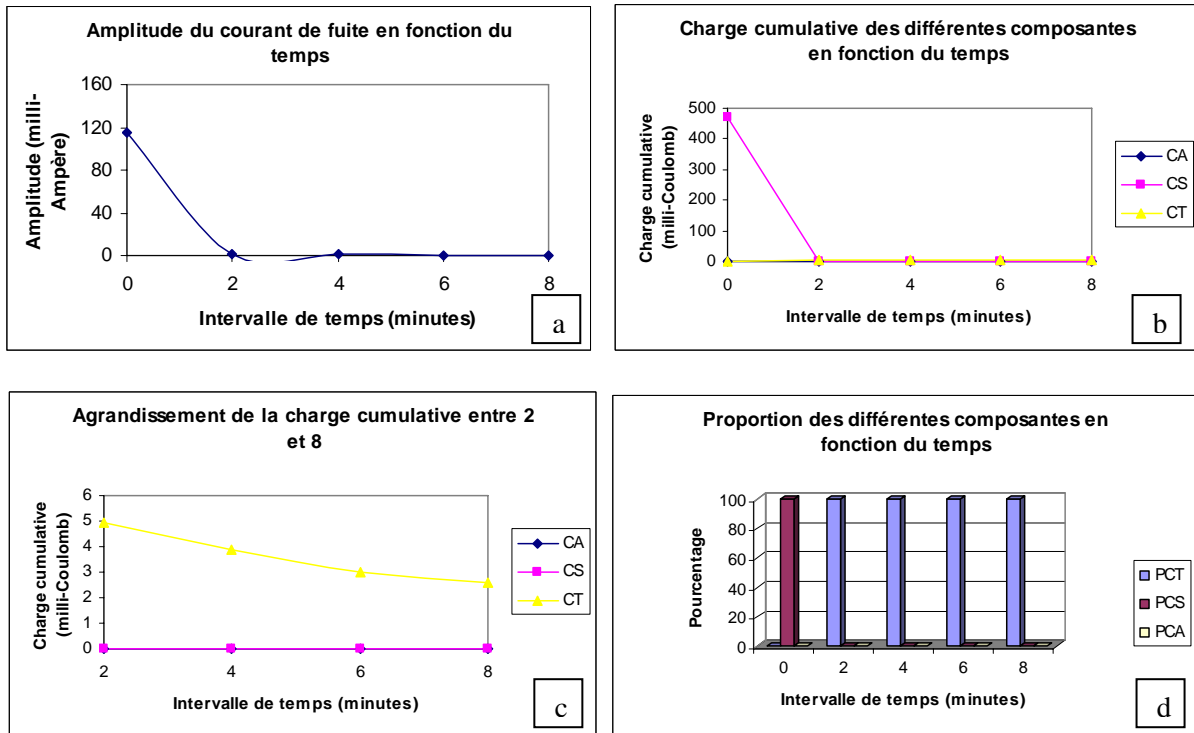 Amplitude du courant de fuite en fonction du
temps
Amplitude (milli-
Ampère)
160
120
80
40
0
0 2 4 6 8
Intervalle de temps (minutes)
a
Charge cumulative des différentes composantes
en fonction du temps
Charge cumulative
(milli-Coulomb)
500
400
300
200
100
0
0 2 4 6 8
Intervalle de temps (minutes)
CA
CS
CT
b
Agrandissement de la charge cumulative entre 2
et 8
Charge cumulative
(milli-Coulomb)
6
5
4
3
2
1
0
2 4 6 8
Intervalle de temps (minutes)
CA
CS
CT
c
Proportion des différentes composantes en
fonction du temps
Pourcentage
100
80
60
40
20
0
0 2 4 6 8
Intervalle de temps (minutes)
PCT
PCS
PCA
d